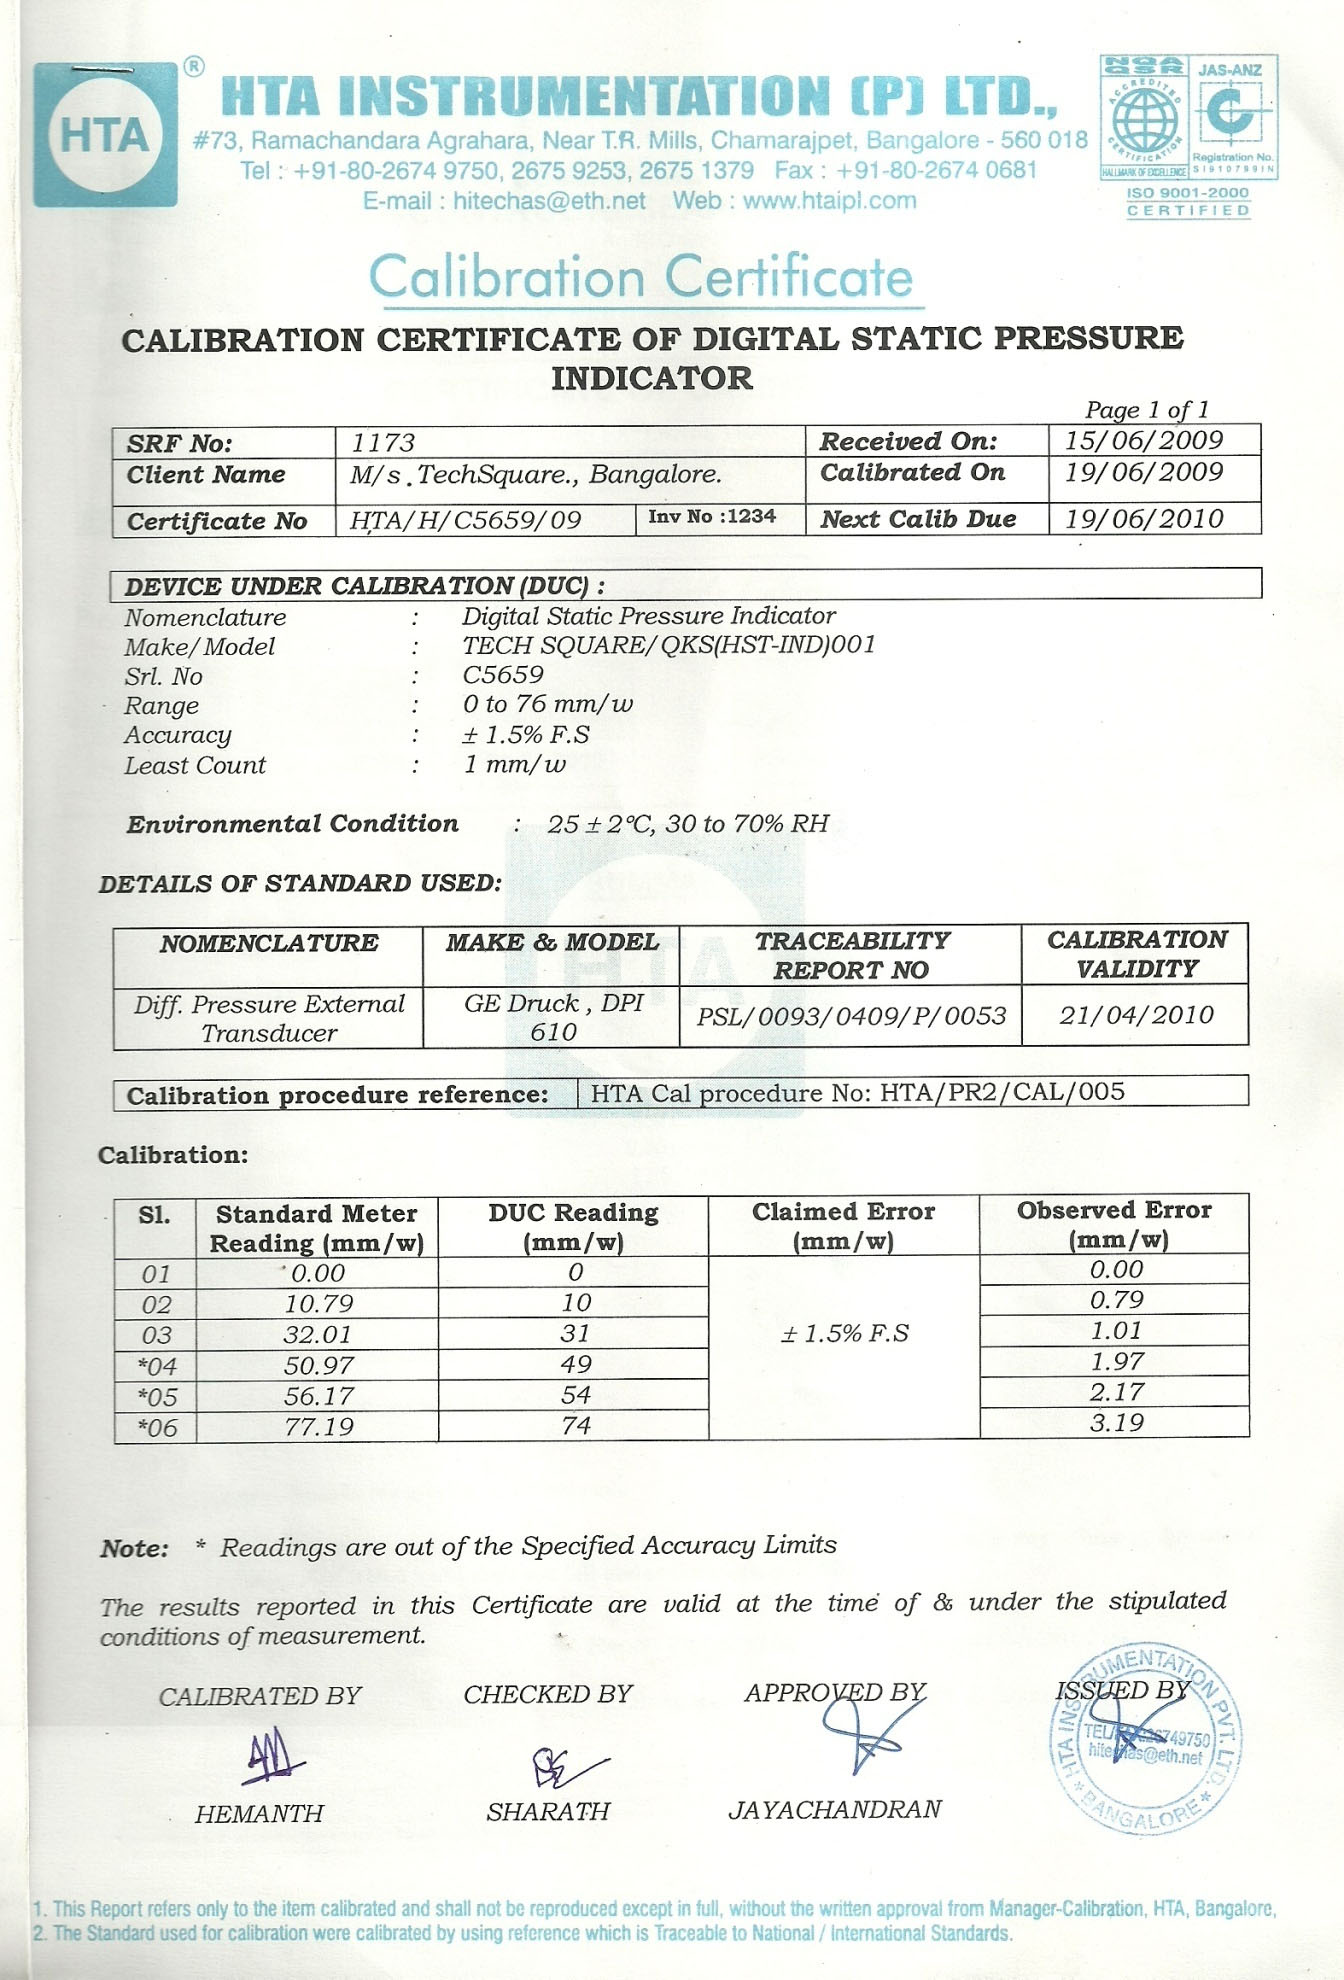 HTA
®
HTA INSTRUMENTATION (P) LTD.,
#73, Ramachandara Agrahara, Near T.R. Mills, Chamarajpet, Bangalore - 560 018
Tel : +91-80-2674 9750, 2675 9253, 2675 1379 Fax : +91-80-2674 0681
E-mail : hitechas@eth.net Web : www.htaipl.com
NQA
QSR
ACCREDITED
CERTIFICATION
HALLMARK OF EXCELLENCE
JAS-ANZ
Registration No.
ISO 9001-2000
CERTIFIED
Calibration Certificate
CALIBRATION CERTIFICATE OF DIGITAL STATIC PRESSURE
INDICATOR
Page 1 of 1
SRF No: 1173 Received On: 15/06/2009
Client Name M/s. TechSquare., Bangalore. Calibrated On 19/06/2009
Certificate No HTA/H/C5659/09 Inv No :1234 Next Calib Due 19/06/2010
DEVICE UNDER CALIBRATION (DUC) :
Nomenclature : Digital Static Pressure Indicator
Make/Model : TECH SQUARE/QKS(HST-IND)001
Srl. No : C5659
Range : 0 to 76 mm/w
Accuracy : ± 1.5% F.S
Least Count : 1 mm/w
Environmental Condition : 25 ± 2°C, 30 to 70% RH
DETAILS OF STANDARD USED:
NOMENCLATURE MAKE & MODEL TRACEABILITY REPORT NO CALIBRATION VALIDITY
Diff. Pressure External Transducer GE Druck , DPI 610 PSL/0093/0409/P/0053 21/04/2010
HTA
Calibration procedure reference: HTA Cal procedure No: HTA/PR2/CAL/005
Calibration:
Sl. Standard Meter Reading (mm/w) DUC Reading (mm/w) Claimed Error (mm/w) Observed Error (mm/w)
01 0.00 0 0.00
02 10.79 10 0.79
03 32.01 31 ± 1.5% F.S 1.01
*04 50.97 49 1.97
*05 56.17 54 2.17
*06 77.19 74 3.19
Note: * Readings are out of the Specified Accuracy Limits
The results reported in this Certificate are valid at the time of & under the stipulated
conditions of measurement.
CALIBRATED BY CHECKED BY APPROVED BY ISSUED BY
HTA INSTRUMENTATION PVT. LTD.
hitechas@eth.net
* BANGALORE *
HEMANTH SHARATH JAYACHANDRAN
1. This Report refers only to the item calibrated and shall not be reproduced except in full, without the written approval from Manager-Calibration, HTA, Bangalore,
2. The Standard used for calibration were calibrated by using reference which is Traceable to National / International Standards.